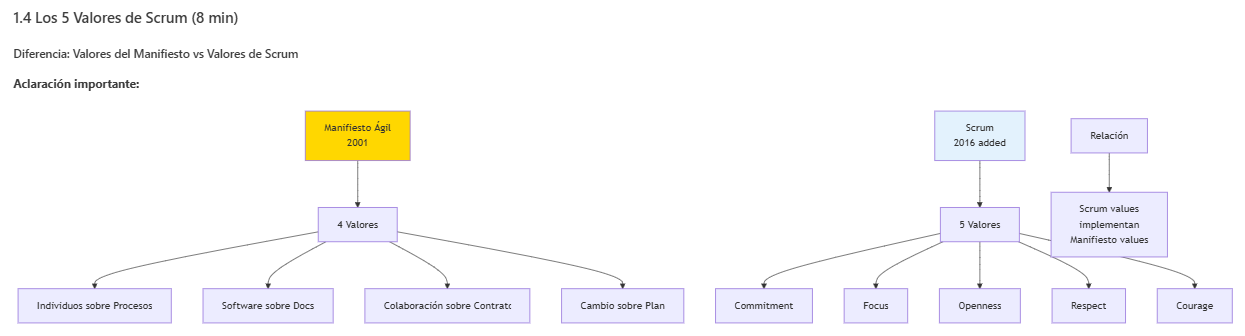 1.4 Los 5 Valores de Scrum (8 min)
Diferencia: Valores del Manifiesto vs Valores de Scrum
Aclaración importante:
Manifiesto Ágil
2001
4 Valores
Individuos sobre Procesos
Software sobre Docs
Colaboración sobre Contratc
Cambio sobre Plan
Scrum
2016 added
5 Valores
Commitment
Focus
Openness
Respect
Courage
Relación
Scrum values
implementan
Manifiesto values